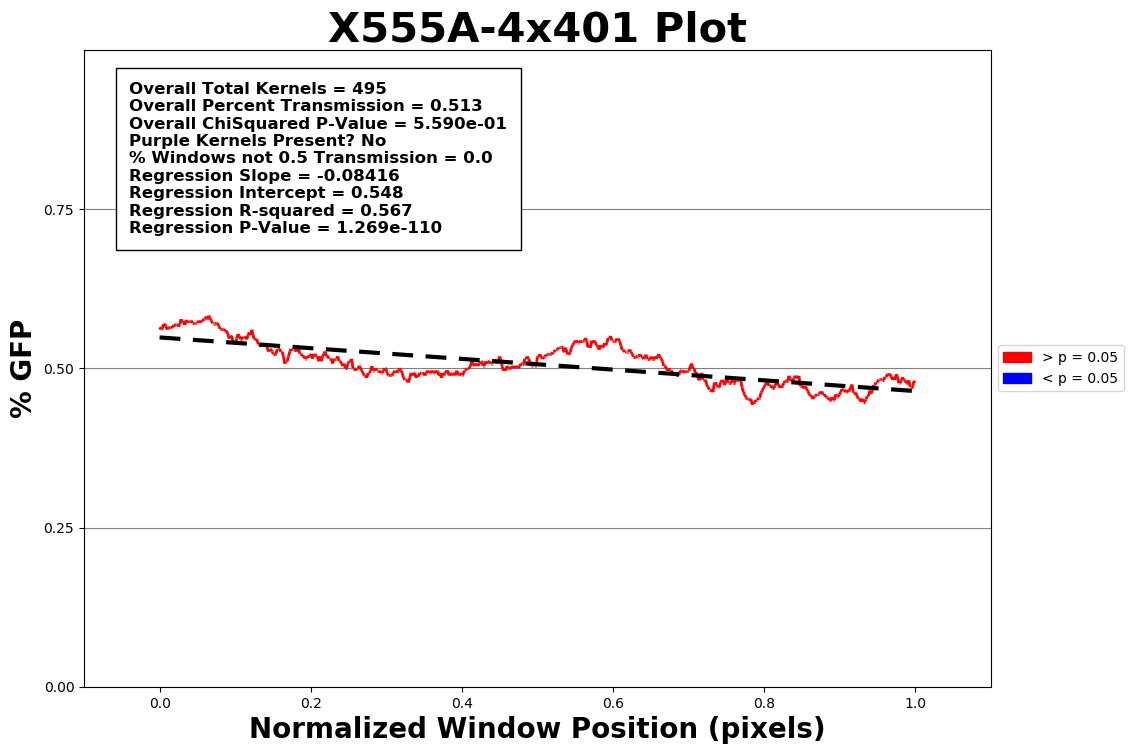 X555A-4x401 Plot
Overall Total Kernels = 495
Overall Percent Transmission = 0.513
Overall ChiSquared P-Value = 5.590e-01
Purple Kernels Present? No
% Windows not 0.5 Transmission = 0.0
Regression Slope = -0.08416
Regression Intercept = 0.548
Regression R-squared = 0.567
Regression P-Value = 1.269e-110
% GFP
0.75
0.50
0.25
0.00
> p = 0.05
< p = 0.05
0.0 0.2 0.4 0.6 0.8 1.0
Normalized Window Position (pixels)